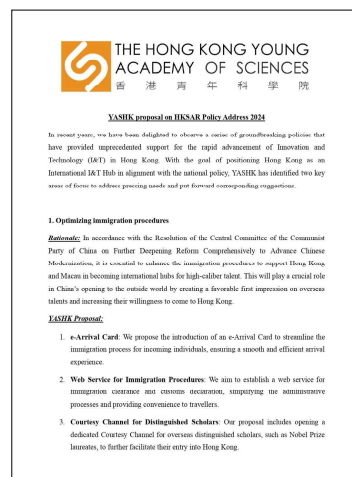 THE HONG KONG YOUNG
ACADEMY OF SCIENCES
香港青年科學院
YASHK proposal on HKSAR Policy Address 2024
In recent years, we have been delighted to observe a series of groundbreaking policies that
have provided unprecedented support for the rapid advancement of Innovation and
Technology (I&T) in Hong Kong. With the goal of positioning Hong Kong as an
International I&T Hub in alignment with the national policy, YASHK has identified two key
areas of focus to address pressing needs and put forward corresponding suggestions.
1. Optimizing immigration procedures
Rationale: In accordance with the Resolution of the Central Committee of the Communist
Party of China on Further Deepening Reform Comprehensively to Advance Chinese
Modernization, it is essential to enhance the immigration procedures to support Hong Kong
and Macau in becoming international hubs for high-caliber talent. This will play a crucial role
in China's opening to the outside world by creating a favorable first impression on overseas
talents and increasing their willingness to come to Hong Kong.
YASHK Proposal:
1. e-Arrival Card: We propose the introduction of an e-Arrival Card to streamline the
immigration process for incoming individuals, ensuring a smooth and efficient arrival
experience.
2. Web Service for Immigration Procedures: We aim to establish a web service for
immigration clearance and customs declaration, simplifying the administrative
processes and providing convenience to travellers.
3. Courtesy Channel for Distinguished Scholars: Our proposal includes opening a
dedicated Courtesy Channel for overseas distinguished scholars, such as Nobel Prize
laureates, to further facilitate their entry into Hong Kong.